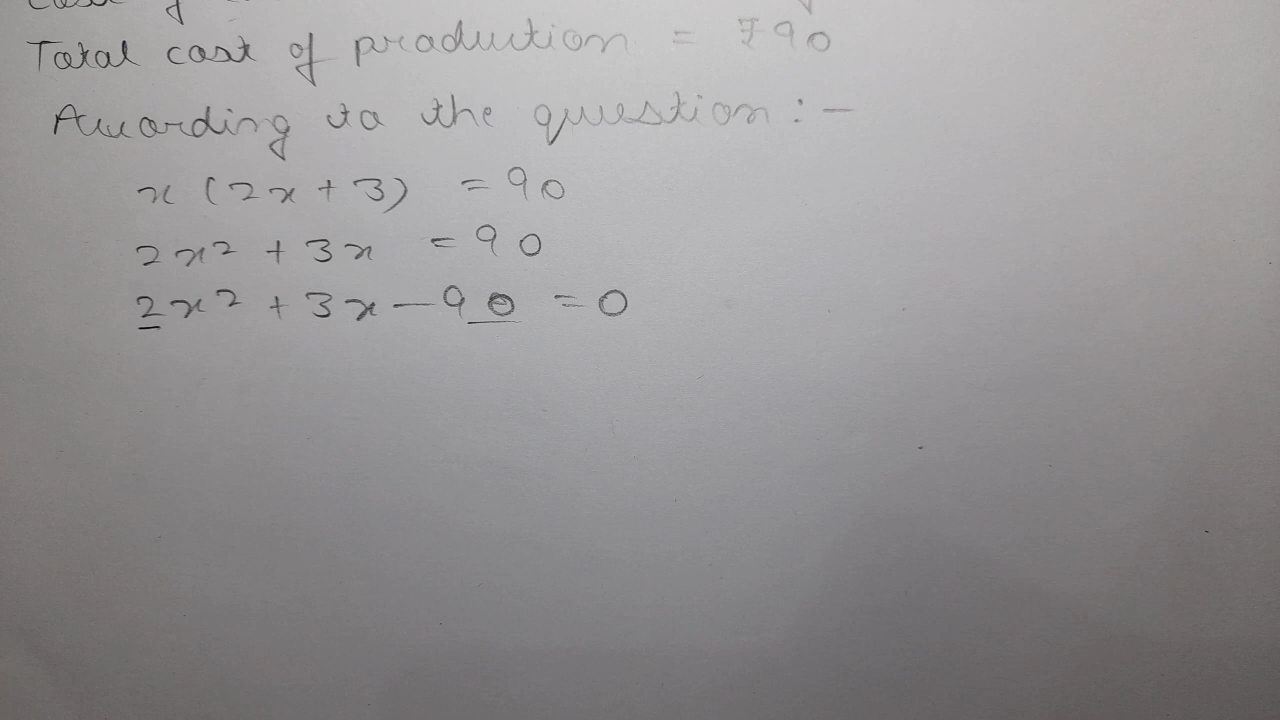 Total cost of production = ₹90
According to the question :-
x (2x + 3) = 90
2x² + 3x = 90
2x² + 3x - 90 = 0